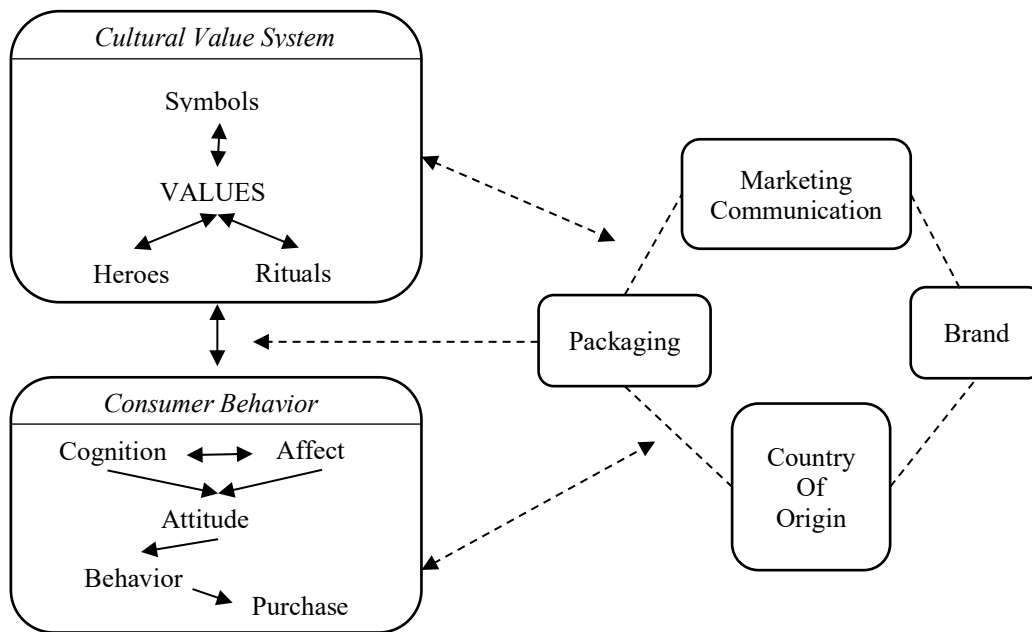 Cultural Value System
Symbols
VALUES
Heroes
Rituals
Marketing
Communication
Packaging
Brand
Consumer Behavior
Cognition
Affect
Attitude
Behavior
Purchase
Country
Of
Origin